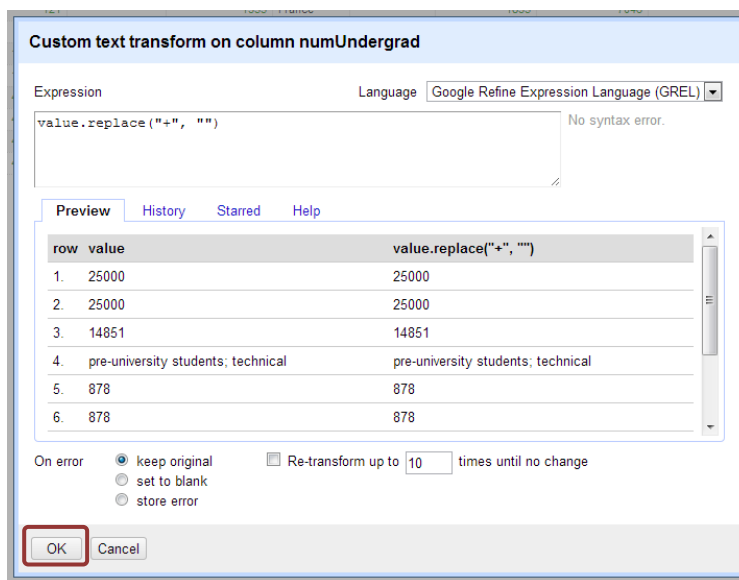 Custom text transform on column numUndergrad
Expression Language Google Refine Expression Language (GREL)
value.replace("+", "") No syntax error.
Preview History Starred Help
row value value.replace("+", "")
1. 25000 25000
2. 25000 25000
3. 14851 14851
4. pre-university students; technical pre-university students; technical
5. 878 878
6. 878 878
On error keep original Re-transform up to 10 times until no change
set to blank
store error
OK Cancel